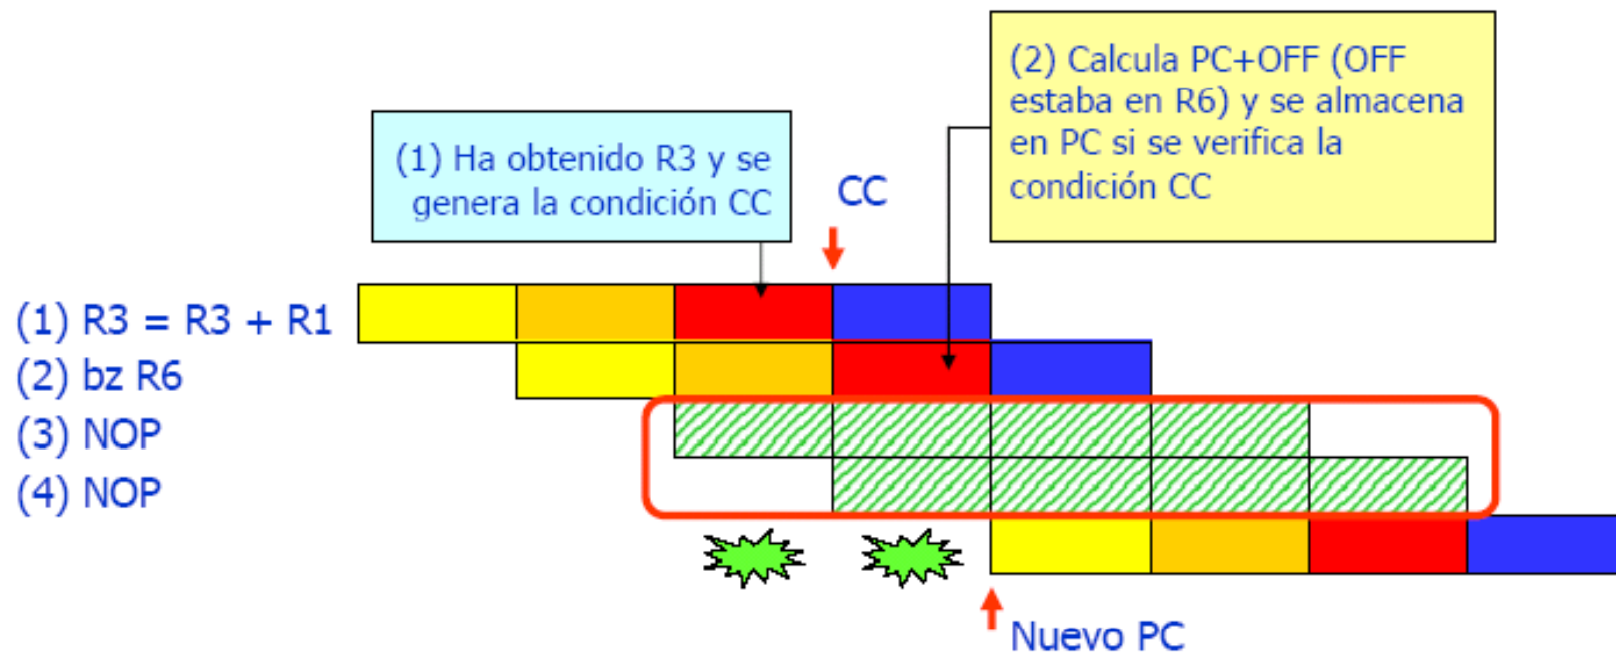 (2) Calcula PC+OFF (OFF
estaba en R6) y se almacena
en PC si se verifica la
condición CC
(1) Ha obtenido R3 y se
genera la condición CC
CC
(1) R3 = R3 + R1
(2) bz R6
(3) NOP
(4) NOP
Nuevo PC